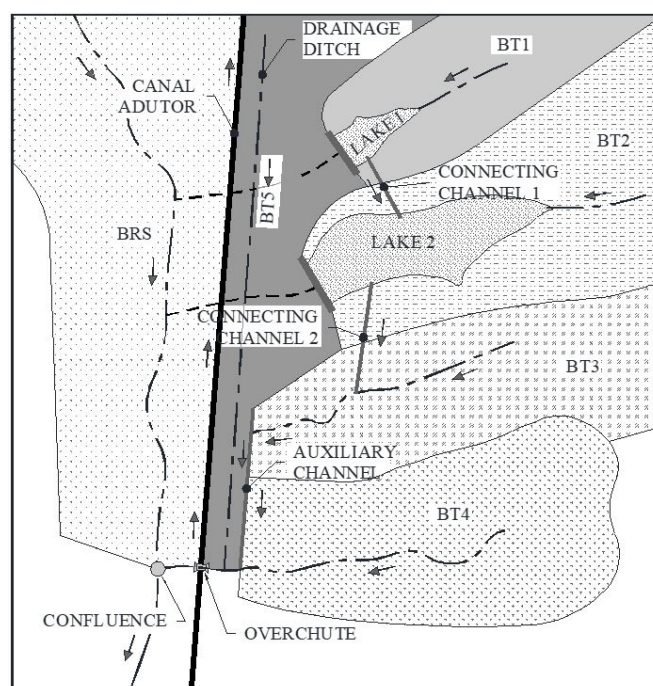 DRAINAGE
DITCH
BT1
CANAL
ADUTOR
LAKE 1
BT2
CONNECTING
CHANNEL 1
BT5
BRS
LAKE 2
CONNECTING
CHANNEL 2
BT3
AUXILIARY
CHANNEL
BT4
CONFLUENCE
OVERCHUTE